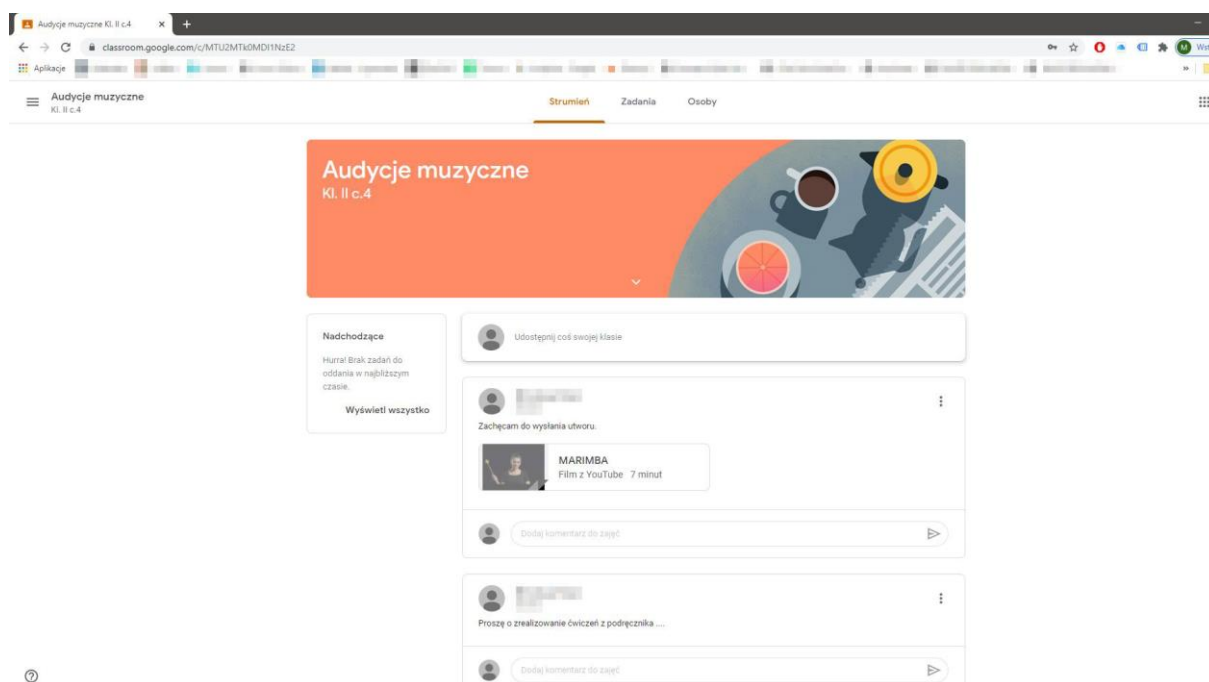 Audycje muzyczne Kl. II c.4
classroom.google.com/c/MTU2MTk0MDI1NzE2
Aplikacje
Audycje muzyczne
Kl. II c.4
Strumień Zadania Osoby
Audycje muzyczne
Kl. II c.4
Nadchodzące
Hurra! Brak zadań do
oddania w najbliższym
czasie.
Wyświetl wszystko
Udostępnij coś swojej klasie
Zachęcam do wysłania utworu.
MARIMBA
Film z YouTube 7 minut
Dodaj komentarz do zajęć
Proszę o zrealizowanie ćwiczeń z podręcznika ....
Dodaj komentarz do zajęć